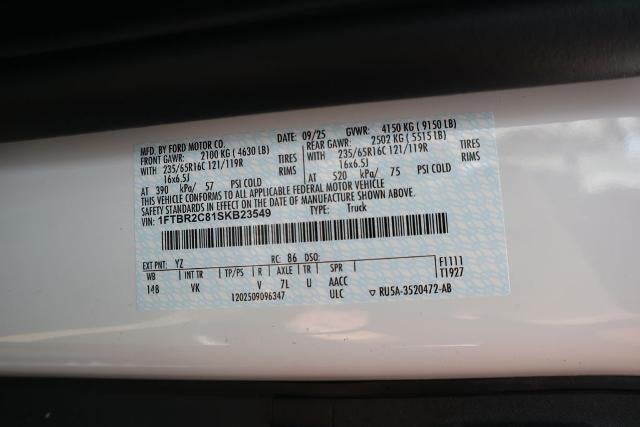 MFD. BY FORD MOTOR CO. DATE: 09/25 GVWR: 4150 KG ( 9150 LB)
FRONT GAWR: 2100 KG ( 4630 LB) REAR GAWR: 2502 KG ( 5515 LB)
WITH 235/65R16C 121/119R TIRES WITH 235/65R16C 121/119R TIRES
16x6.5J RIMS 16x6.5J RIMS
AT 390 kPa/ 57 PSI COLD AT 520 kPa/ 75 PSI COLD
THIS VEHICLE CONFORMS TO ALL APPLICABLE FEDERAL MOTOR VEHICLE
SAFETY STANDARDS IN EFFECT ON THE DATE OF MANUFACTURE SHOWN ABOVE.
VIN: 1FTBR2C81SKB23549 TYPE: Truck
EXT PNT: YZ RC: 86 DSO: F1111
WB INT TR TP/PS R AXLE TR SPR T1927
148 VK V 7L U AACC
1202509096347 ULC ▽ RU5A-3520472-AB